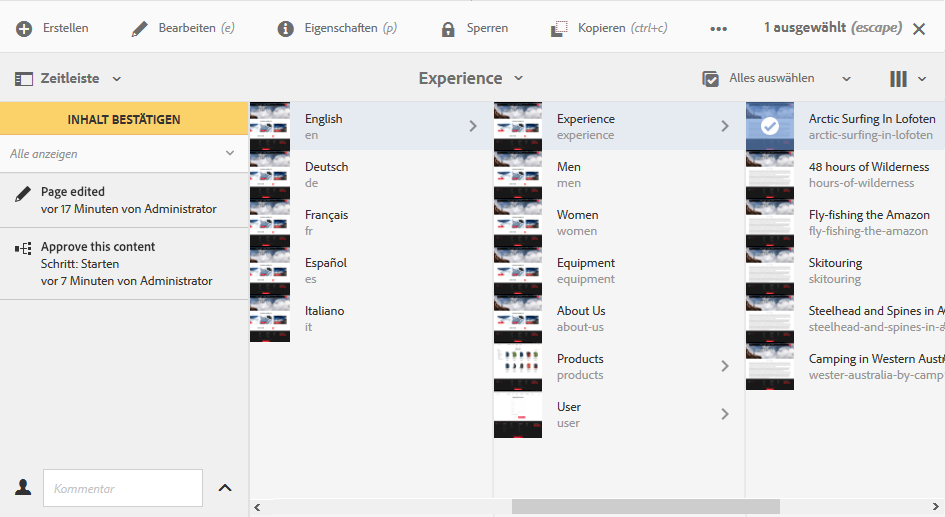 Erstellen
Bearbeiten (e)
Eigenschaften (p)
Sperren
Kopieren (ctrl+c)
1 ausgewählt (escape)
Zeitleiste
Experience
Alles auswählen
INHALT BESTÄTIGEN
Alle anzeigen
Page edited
vor 17 Minuten von Administrator
Approve this content
Schritt: Starten
vor 7 Minuten von Administrator
Kommentar
English
en
Deutsch
de
Français
fr
Español
es
Italiano
it
Experience
experience
Men
men
Women
women
Equipment
equipment
About Us
about-us
Products
products
User
user
Arctic Surfing In Lofoten
arctic-surfing-in-lofoten
48 hours of Wilderness
hours-of-wilderness
Fly-fishing the Amazon
fly-fishing-the-amazon
Skitouring
skitouring
Steelhead and Spines in
steelhead-and-spines-in-
Camping in Western
wester-australia-by-camp